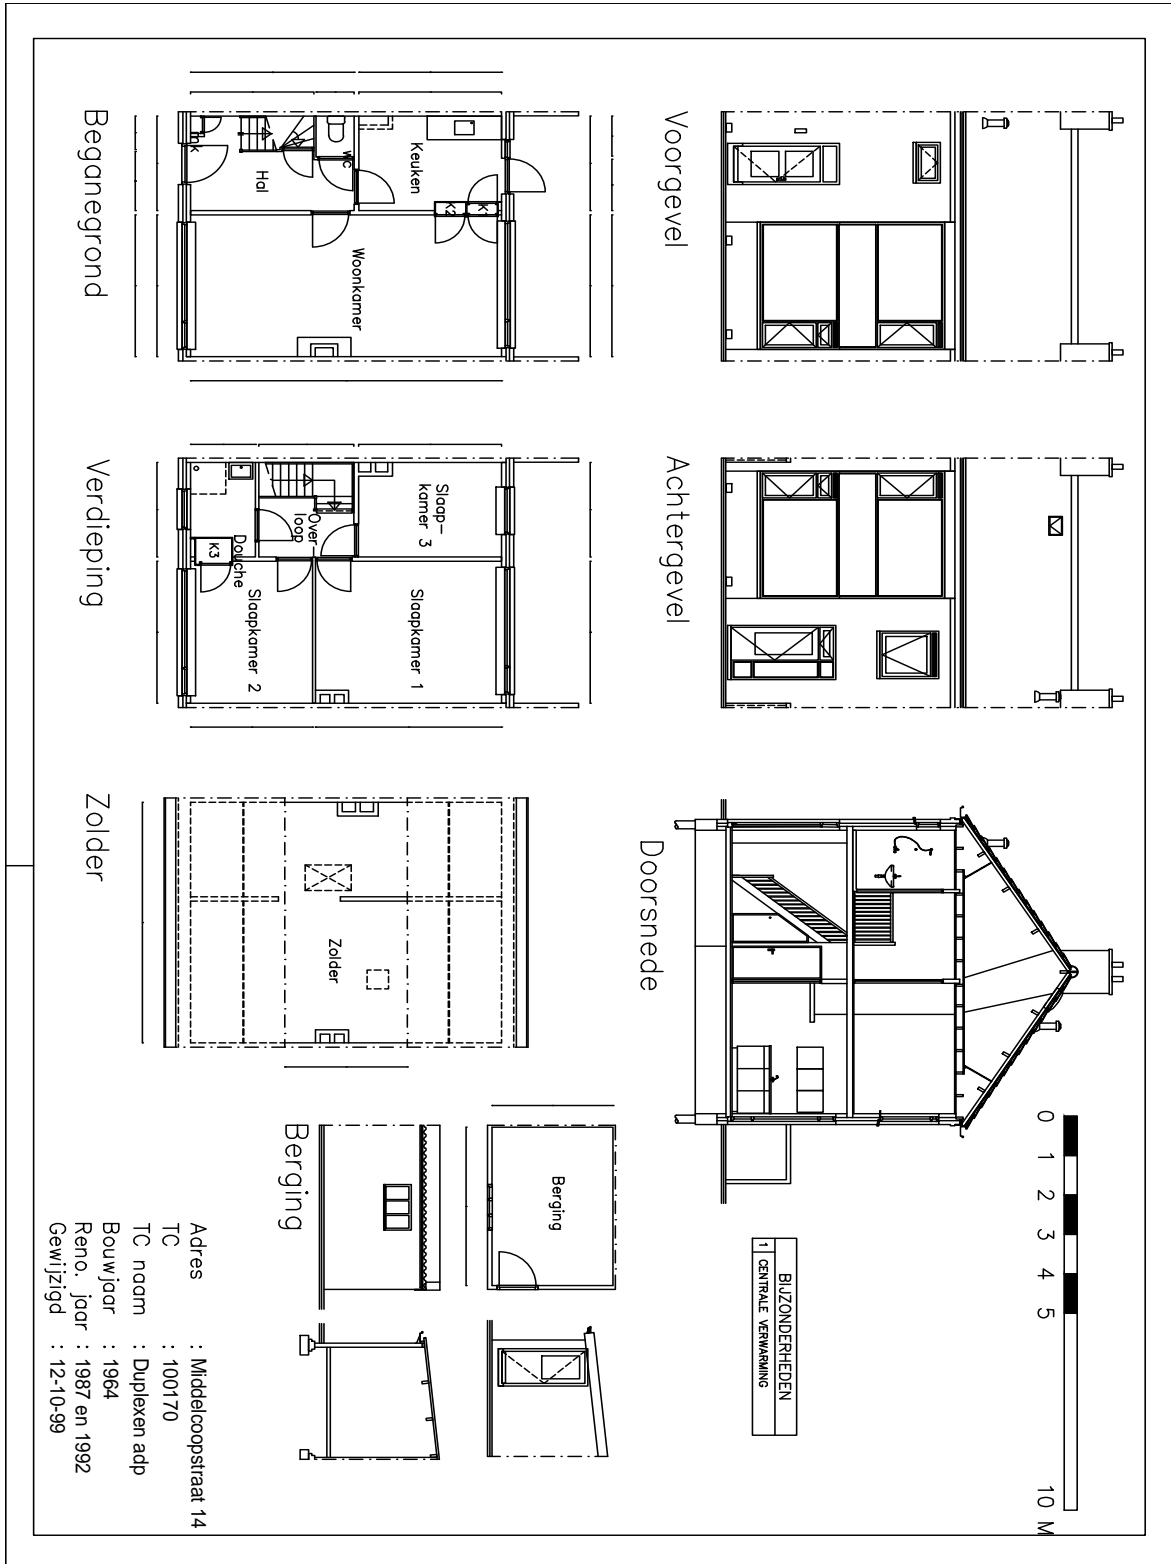 Voorgevel
Achtergevel
Doorsnede
0 1 2 3 4 5 10 M
BIJZONDERHEDEN
1 CENTRALE VERWARMING
Beganegrond
mk
Hal
wc
Keuken
K1
K2
Woonkamer
Verdieping
Slaap-
kamer 3
Over-
loop
Douche
K3
Slaapkamer 1
Slaapkamer 2
Zolder
Zolder
Berging
Berging
Adres : Middelcoopstraat 14
TC : 100170
TC naam : Duplexen adp
Bouwjaar : 1964
Reno. jaar : 1987 en 1992
Gewijzigd : 12-10-99